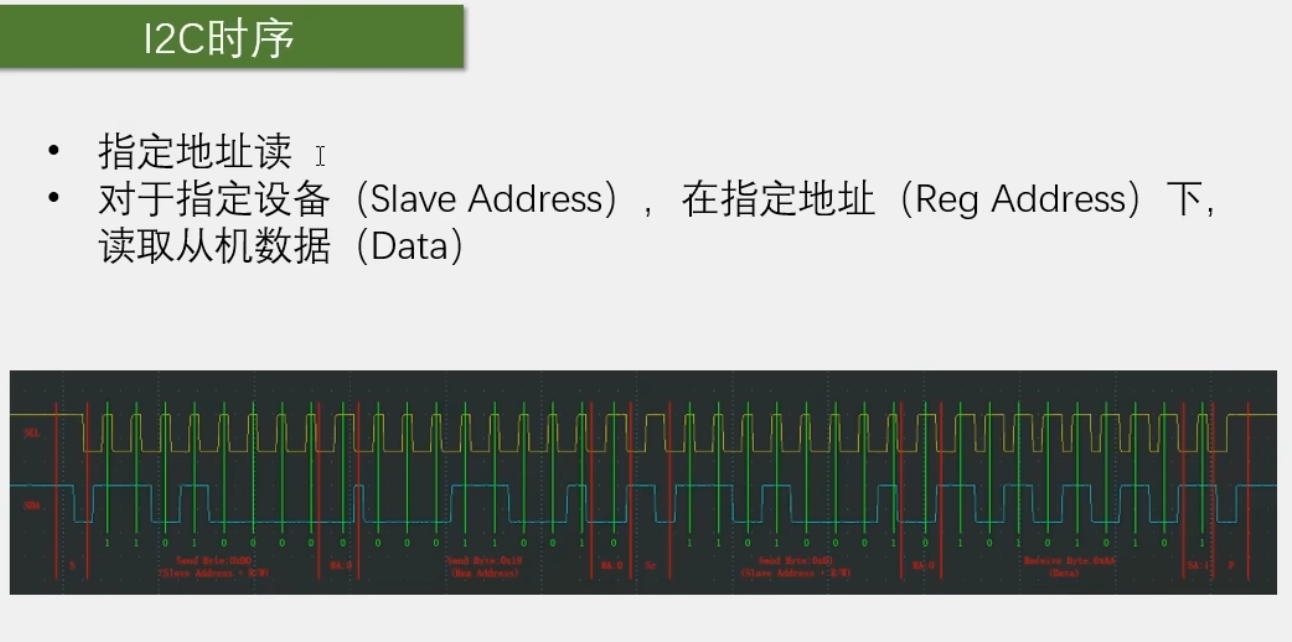 I2C时序
• 指定地址读
• 对于指定设备（Slave Address），在指定地址（Reg Address）下，
读取从机数据（Data）
SCL
SDA
1 1 0 1 0 0 0 0 0 0 0 0 1 1 0 0 1 0 1 1 0 1 0 0 0 1 0 1 0 1 0 1 0 1 0 1
S Send Byte:0xD0 RA:0 Send Byte:0x19 RA:0 Sr Send Byte: RA:0 Receive Byte:0xAA SA:1 P
(Slave Address + R/W) (Reg Address) (Slave Address + R/W) (Data)